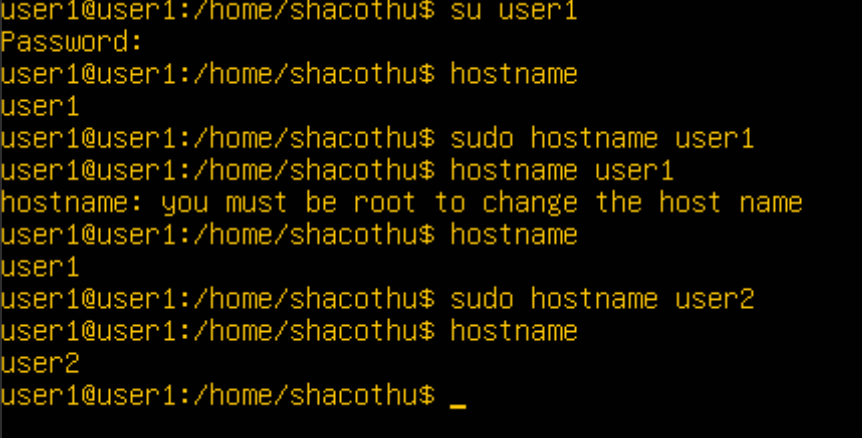 user1@user1:/home/shacothu$ su user1
Password:
user1@user1:/home/shacothu$ hostname
user1
user1@user1:/home/shacothu$ sudo hostname user1
user1@user1:/home/shacothu$ hostname user1
hostname: you must be root to change the host name
user1@user1:/home/shacothu$ hostname
user1
user1@user1:/home/shacothu$ sudo hostname user2
user1@user1:/home/shacothu$ hostname
user2
user1@user1:/home/shacothu$ _